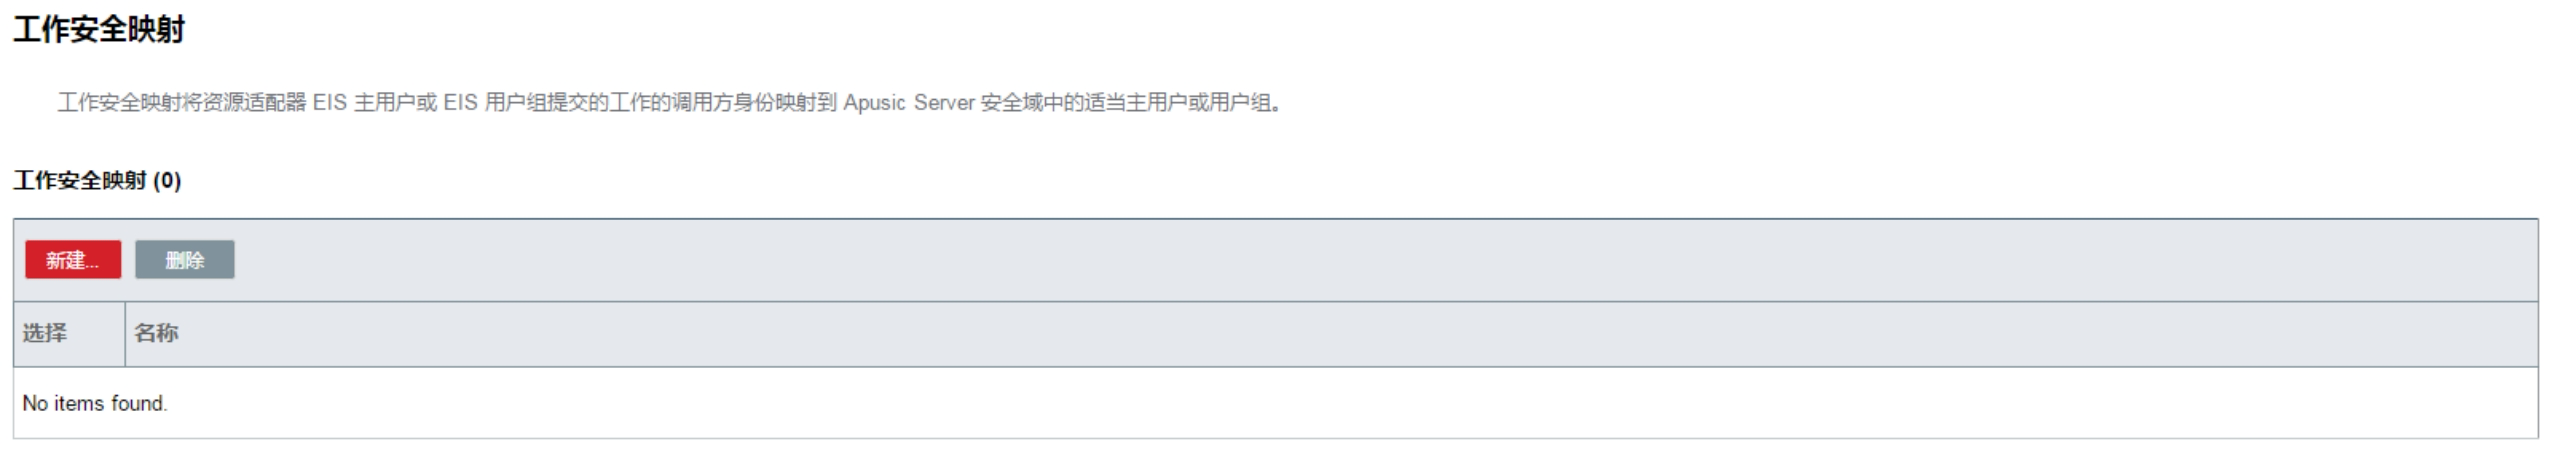 工作安全映射
工作安全映射将资源适配器 EIS 主用户或 EIS 用户组提交的工作的调用方身份映射到 Apusic Server 安全域中的适当主用户或用户组。
工作安全映射 (0)
新建... 删除
选择 名称
No items found.